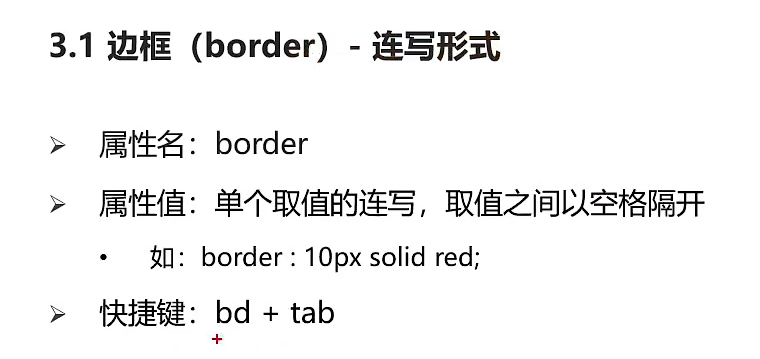 3.1 边框（border）- 连写形式
属性名：border
属性值：单个取值的连写，取值之间以空格隔开
如：border : 10px solid red;
快捷键：bd + tab